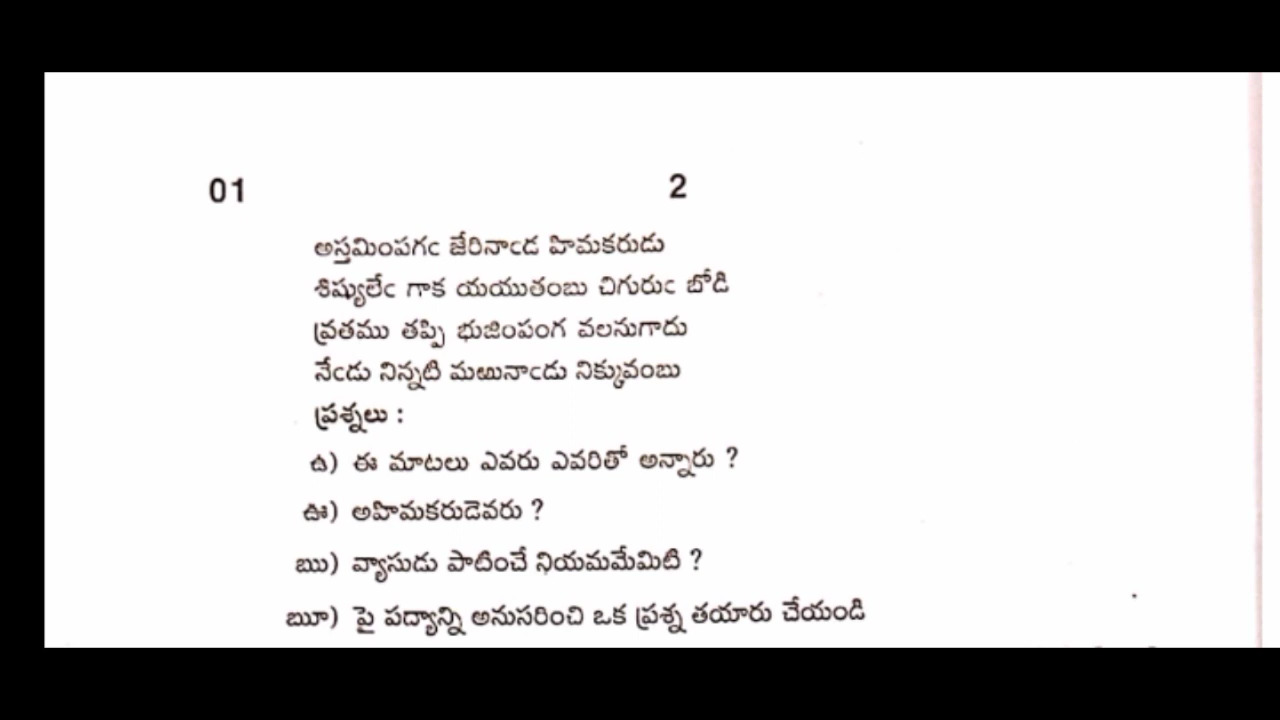 01 2
అస్తమింపగఁ జేరినాఁడ హిమకరుడు
శిష్యులేఁ గాక యయుతంబు చిగురుఁ బోడి
వ్రతము తప్పి భుజింపంగ వలనుగాదు
నేఁడు నిన్నటి మఱునాఁడు నిక్కువంబు
ప్రశ్నలు :
ఉ) ఈ మాటలు ఎవరు ఎవరితో అన్నారు ?
ఊ) అహిమకరుడెవరు ?
ఋ) వ్యాసుడు పాటించే నియమమేమిటి ?
ౠ) పై పద్యాన్ని అనుసరించి ఒక ప్రశ్న తయారు చేయండి